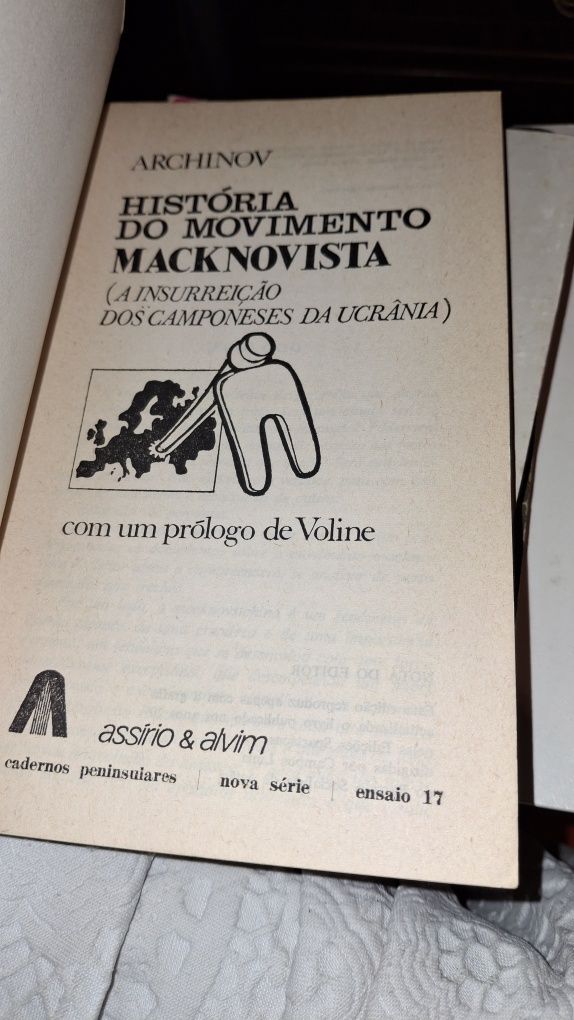 ARCHINOV
HISTÓRIA
DO MOVIMENTO
MACKNOVISTA
(A INSURREIÇÃO
DOS CAMPONESES DA UCRÂNIA)
com um prólogo de Voline
assírio & alvim
cadernos peninsulares | nova série | ensaio 17